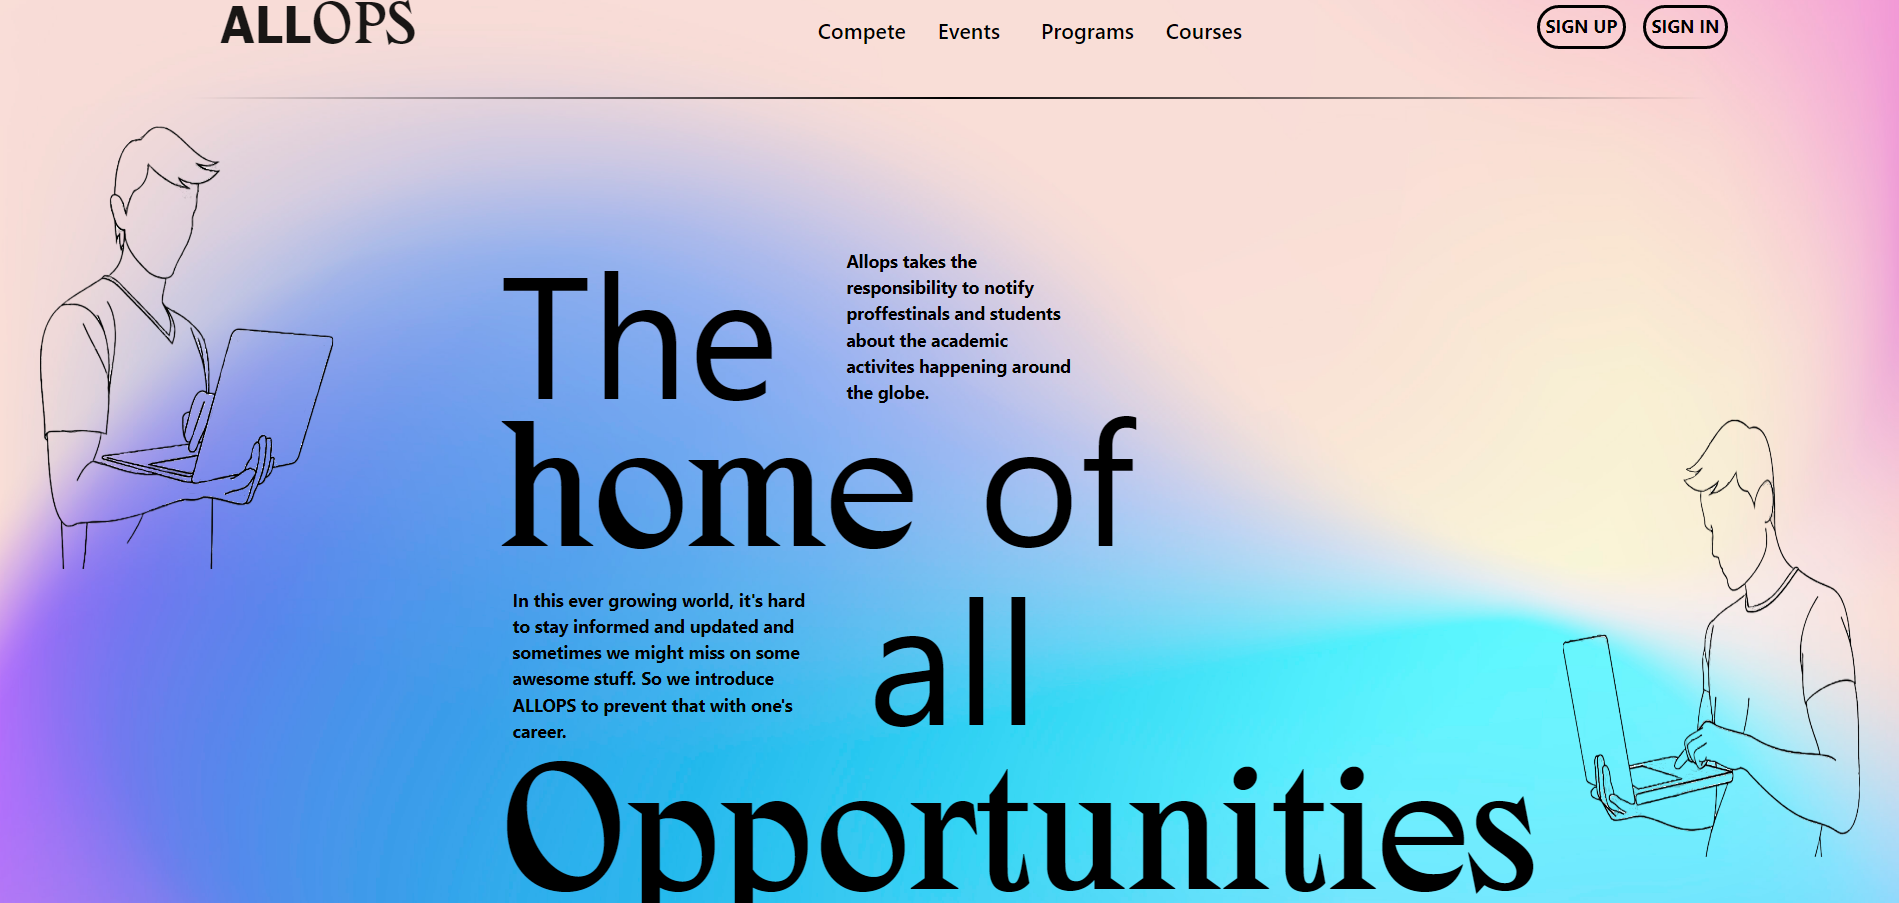 ALLOPS
Compete Events Programs Courses
SIGN UP SIGN IN
The
Allops takes the
responsibility to notify
proffestinals and students
about the academic
activites happening around
the globe.
home of
In this ever growing world, it's hard
to stay informed and updated and
sometimes we might miss on some
awesome stuff. So we introduce
ALLOPS to prevent that with one's
career.
all
Opportunities